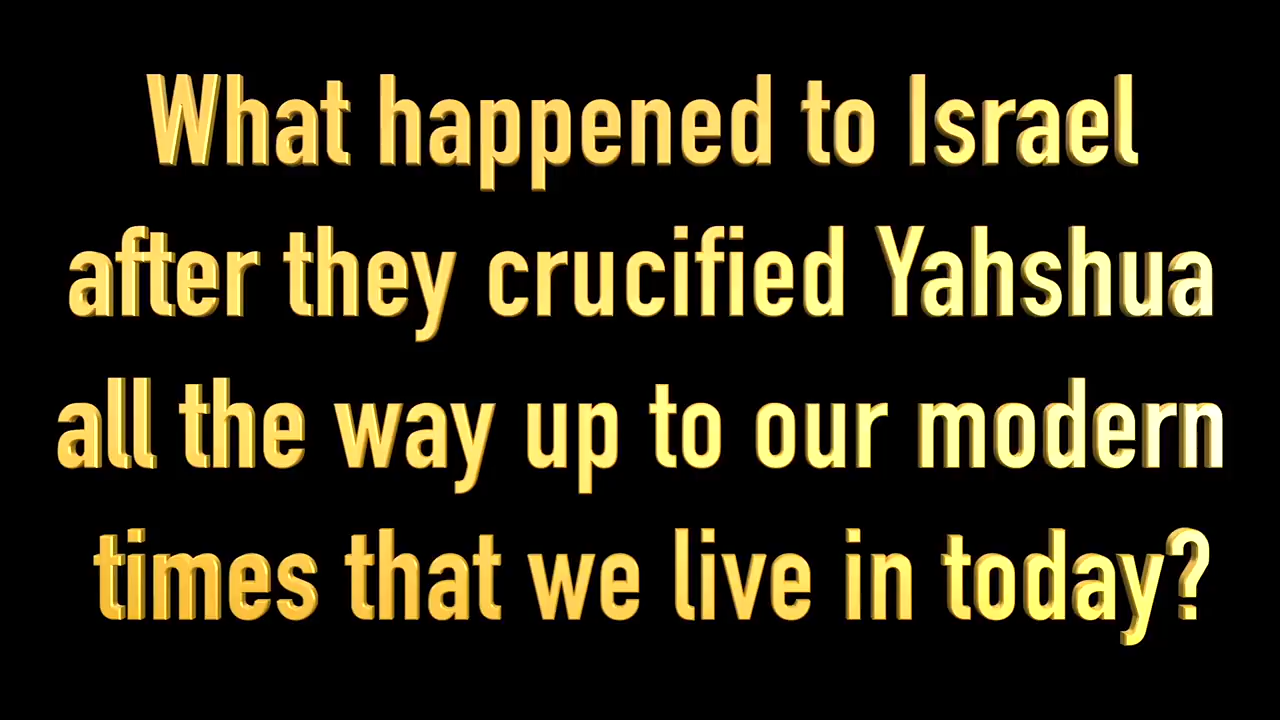 What happened to Israel
after they crucified Yahshua
all the way up to our modern
times that we live in today?